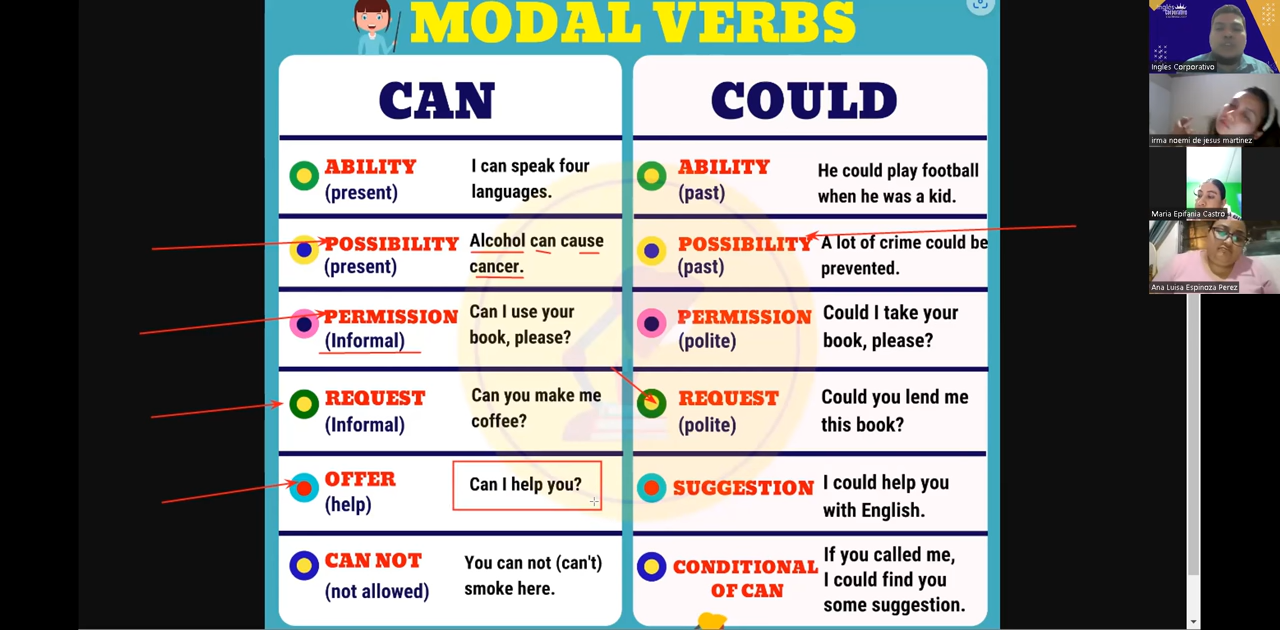 MODAL VERBS
CAN
ABILITY
(present)
I can speak four
languages.
POSSIBILITY
(present)
Alcohol can cause
cancer.
PERMISSION
(Informal)
Can I use your
book, please?
REQUEST
(Informal)
Can you make me
coffee?
OFFER
(help)
Can I help you?
CAN NOT
(not allowed)
You can not (can't)
smoke here.
COULD
ABILITY
(past)
He could play football
when he was a kid.
POSSIBILITY
(past)
A lot of crime could be
prevented.
PERMISSION
(polite)
Could I take your
book, please?
REQUEST
(polite)
Could you lend me
this book?
SUGGESTION
I could help you
with English.
CONDITIONAL
OF CAN
If you called me,
I could find you
some suggestion.
Inglés
Corporativo
Inglés Corporativo
irma noemi de jesus martinez
Maria Epifania Castro
Ana Luisa Espinoza Perez